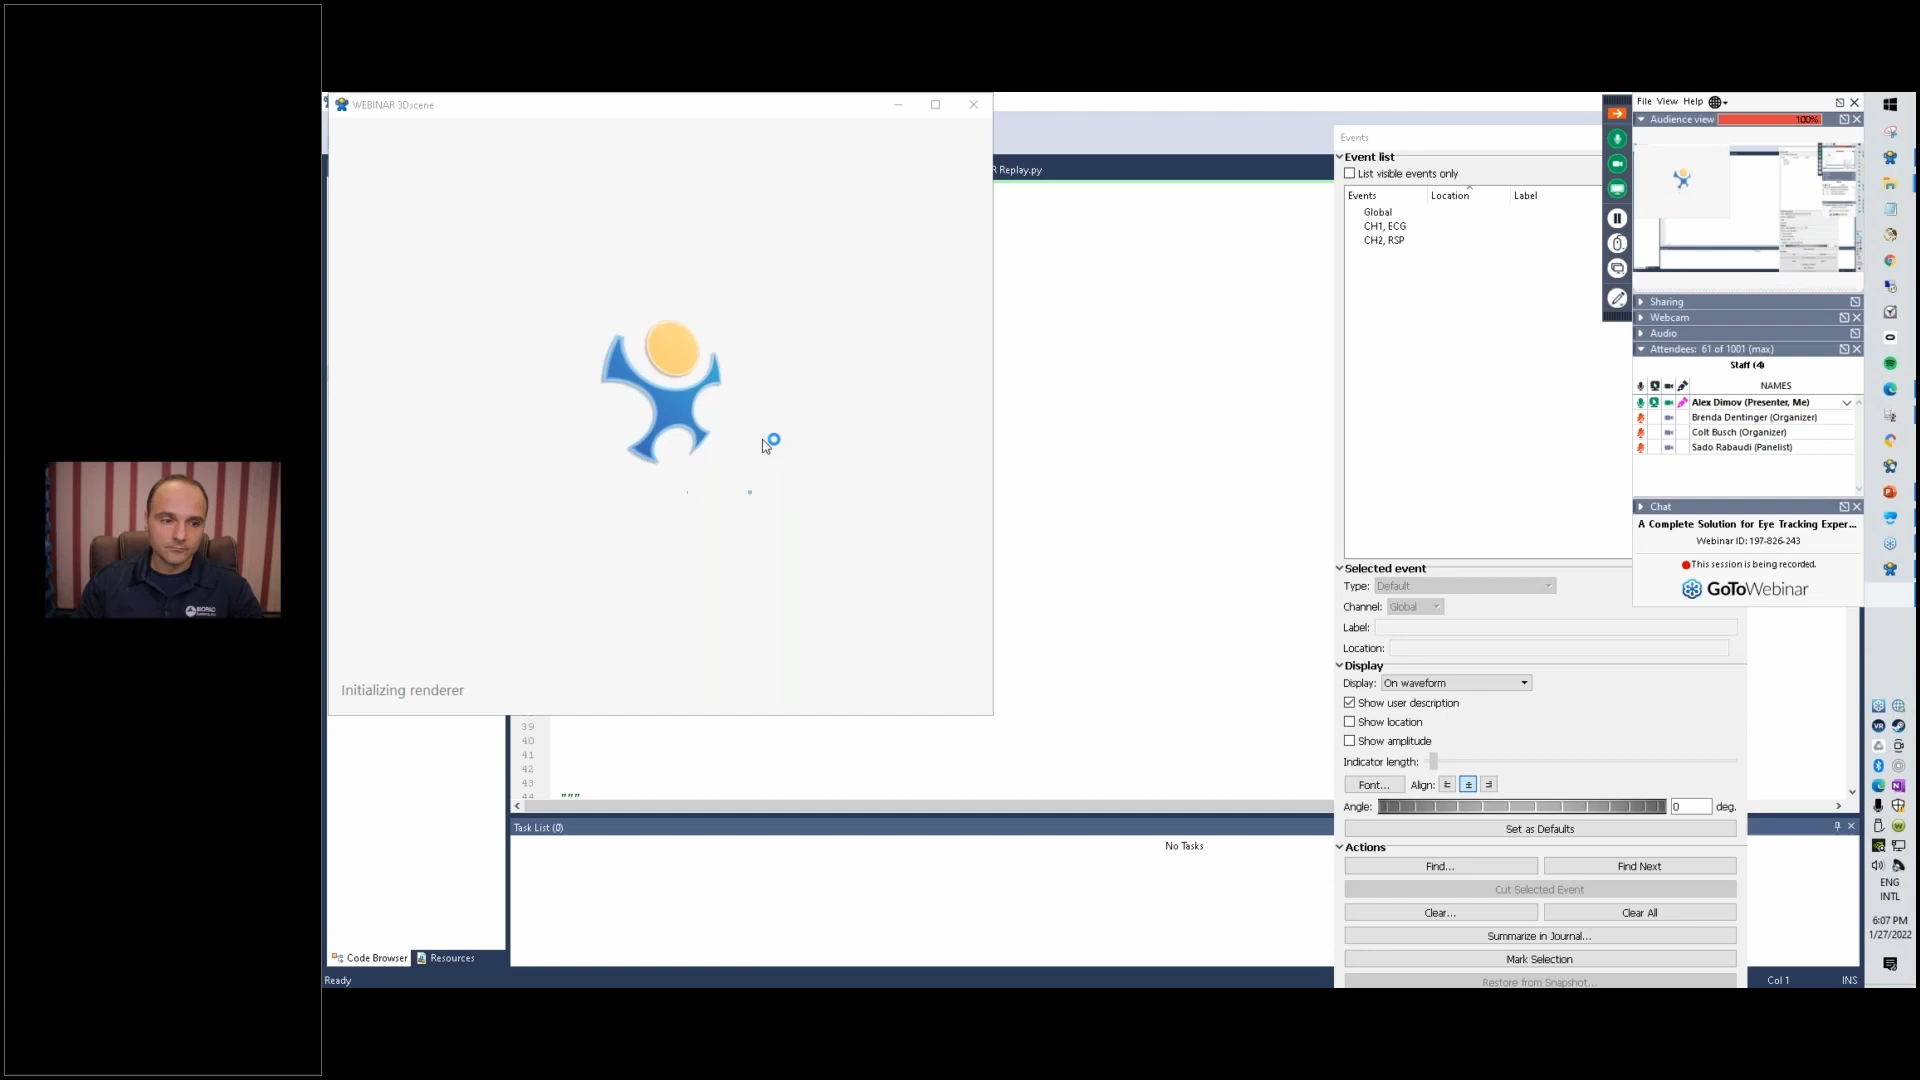 WEBINAR 3Dscene
Initializing renderer
R Replay.py
39
40
41
42
43
44
"""
Task List (0)
No Tasks
Code Browser
Resources
Ready
Col 1
INS
Events
Event list
List visible events only
Events Location Label
Global
CH1, ECG
CH2, RSP
Selected event
Type: Default
Channel: Global
Label:
Location:
Display
Display: On waveform
Show user description
Show location
Show amplitude
Indicator length:
Font... Align:
Angle: 0 deg.
Set as Defaults
Actions
Find... Find Next
Cut Selected Event
Clear... Clear All
Summarize in Journal...
Mark Selection
Restore from Snapshot...
File View Help
Audience view 100%
Sharing
Webcam
Audio
Attendees: 61 of 1001 (max)
Staff (4)
NAMES
Alex Dimov (Presenter, Me)
Brenda Dentinger (Organizer)
Colt Busch (Organizer)
Sado Rabaudi (Panelist)
Chat
A Complete Solution for Eye Tracking Exper...
Webinar ID: 197-826-243
This session is being recorded.
GoToWebinar
ENG
INTL
6:07 PM
1/27/2022
BIOPAC
Systems, Inc.